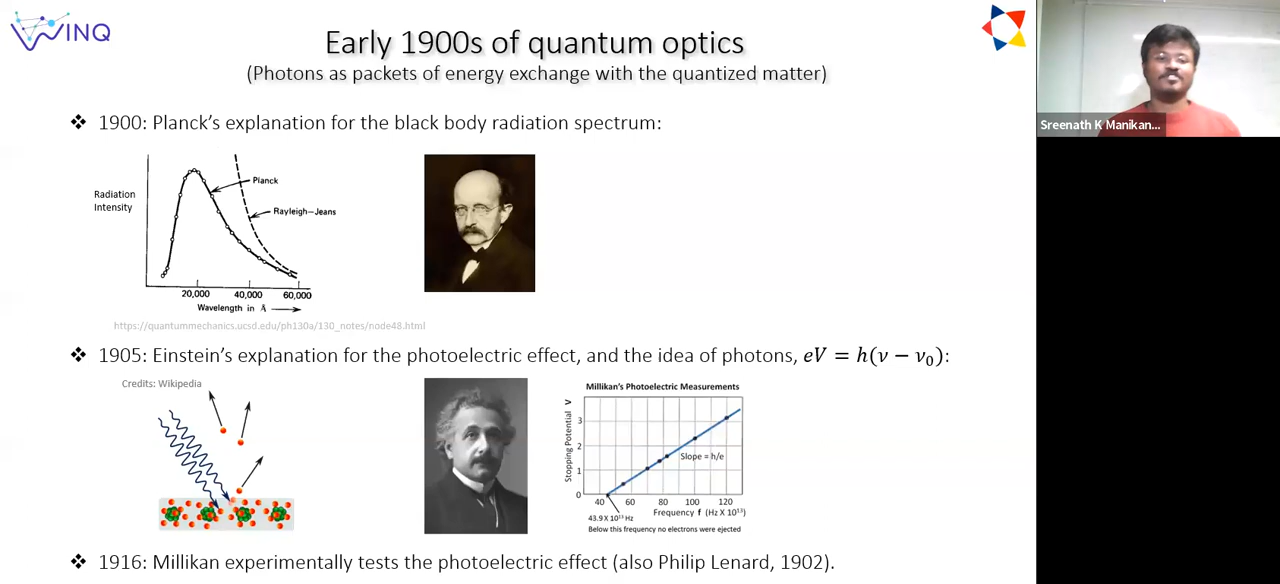 WINQ
Early 1900s of quantum optics
(Photons as packets of energy exchange with the quantized matter)
Sreenath K Manikan...
❖ 1900: Planck's explanation for the black body radiation spectrum:
Radiation
Intensity
Planck
Rayleigh–Jeans
20,000 40,000 60,000
Wavelength in Å
https://quantummechanics.ucsd.edu/ph130a/130_notes/node48.html
❖ 1905: Einstein's explanation for the photoelectric effect, and the idea of photons, eV = h(ν − ν₀):
Credits: Wikipedia
Millikan's Photoelectric Measurements
Stopping Potential V
3
2
1
0
Slope = h/e
40 60 80 100 120
Frequency f (Hz X 10¹³)
43.9 X 10¹³ Hz
Below this frequency no electrons were ejected
❖ 1916: Millikan experimentally tests the photoelectric effect (also Philip Lenard, 1902).